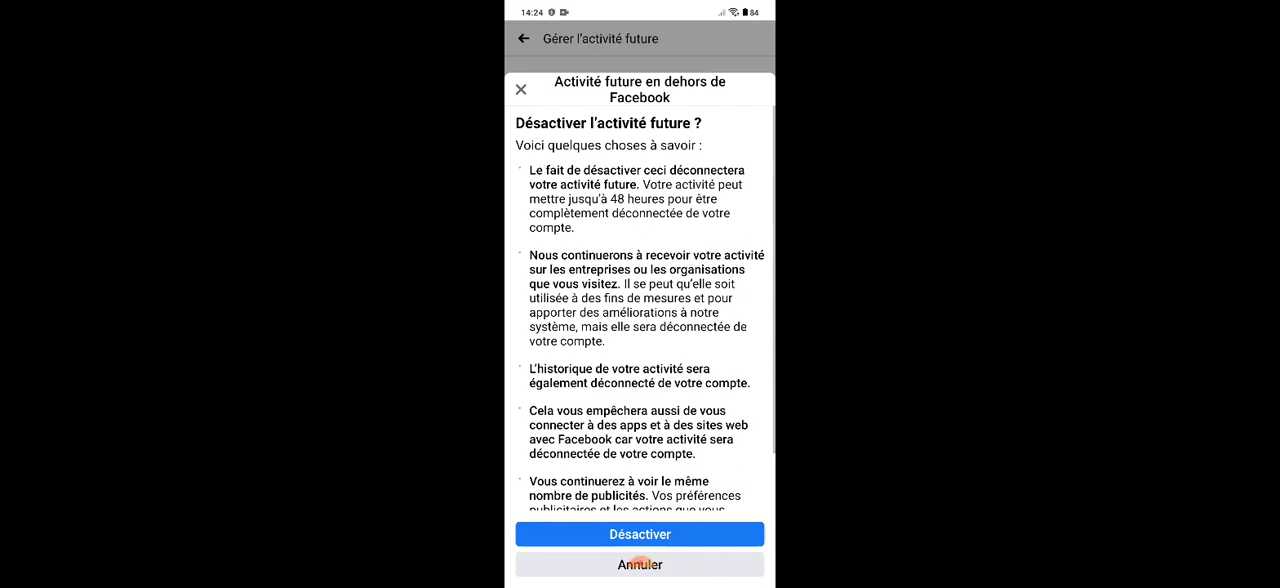 14:24 84
Gérer l'activité future
Activité future en dehors de
Facebook
Désactiver l'activité future ?
Voici quelques choses à savoir :
Le fait de désactiver ceci déconnectera
votre activité future. Votre activité peut
mettre jusqu'à 48 heures pour être
complètement déconnectée de votre
compte.
Nous continuerons à recevoir votre activité
sur les entreprises ou les organisations
que vous visitez. Il se peut qu'elle soit
utilisée à des fins de mesures et pour
apporter des améliorations à notre
système, mais elle sera déconnectée de
votre compte.
L'historique de votre activité sera
également déconnecté de votre compte.
Cela vous empêchera aussi de vous
connecter à des apps et à des sites web
avec Facebook car votre activité sera
déconnectée de votre compte.
Vous continuerez à voir le même
nombre de publicités. Vos préférences
publicitaires et les actions que vous
Désactiver
Annuler